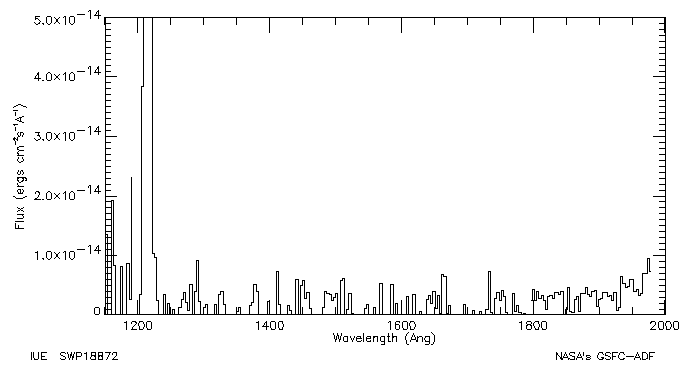 5.0×10⁻¹⁴
4.0×10⁻¹⁴
3.0×10⁻¹⁴
2.0×10⁻¹⁴
1.0×10⁻¹⁴
0
Flux (ergs cm⁻²s⁻¹A⁻¹)
1200 1400 1600 1800 2000
Wavelength (Ang)
IUE NASA's GSFC-ADF